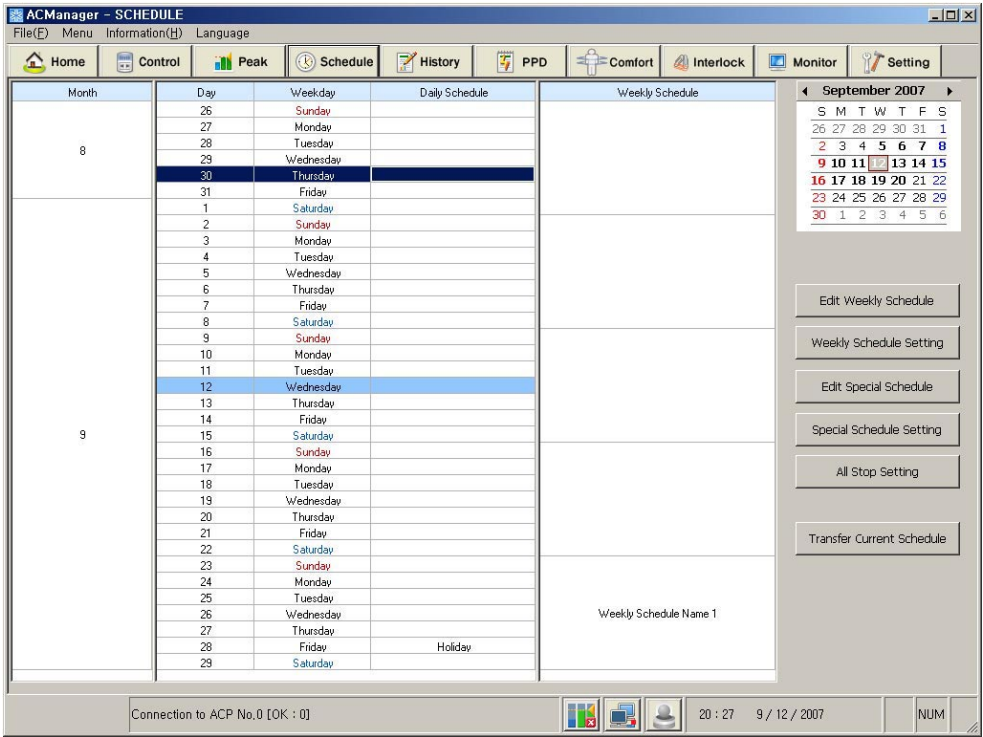 ACManager - SCHEDULE
File(F) Menu Information(H) Language
Home Control Peak Schedule History PPD Comfort Interlock Monitor Setting
Month Day Weekday Daily Schedule Weekly Schedule
8
26 Sunday
27 Monday
28 Tuesday
29 Wednesday
30 Thursday
31 Friday
9
1 Saturday
2 Sunday
3 Monday
4 Tuesday
5 Wednesday
6 Thursday
7 Friday
8 Saturday
9 Sunday
10 Monday
11 Tuesday
12 Wednesday
13 Thursday
14 Friday
15 Saturday
16 Sunday
17 Monday
18 Tuesday
19 Wednesday
20 Thursday
21 Friday
22 Saturday
23 Sunday
24 Monday
25 Tuesday
26 Wednesday
27 Thursday
28 Friday Holiday
29 Saturday
Weekly Schedule Name 1
September 2007
S M T W T F S
26 27 28 29 30 31 1
2 3 4 5 6 7 8
9 10 11 12 13 14 15
16 17 18 19 20 21 22
23 24 25 26 27 28 29
30 1 2 3 4 5 6
Edit Weekly Schedule
Weekly Schedule Setting
Edit Special Schedule
Special Schedule Setting
All Stop Setting
Transfer Current Schedule
Connection to ACP No,0 [OK : 0] 20 : 27 9 / 12 / 2007 NUM